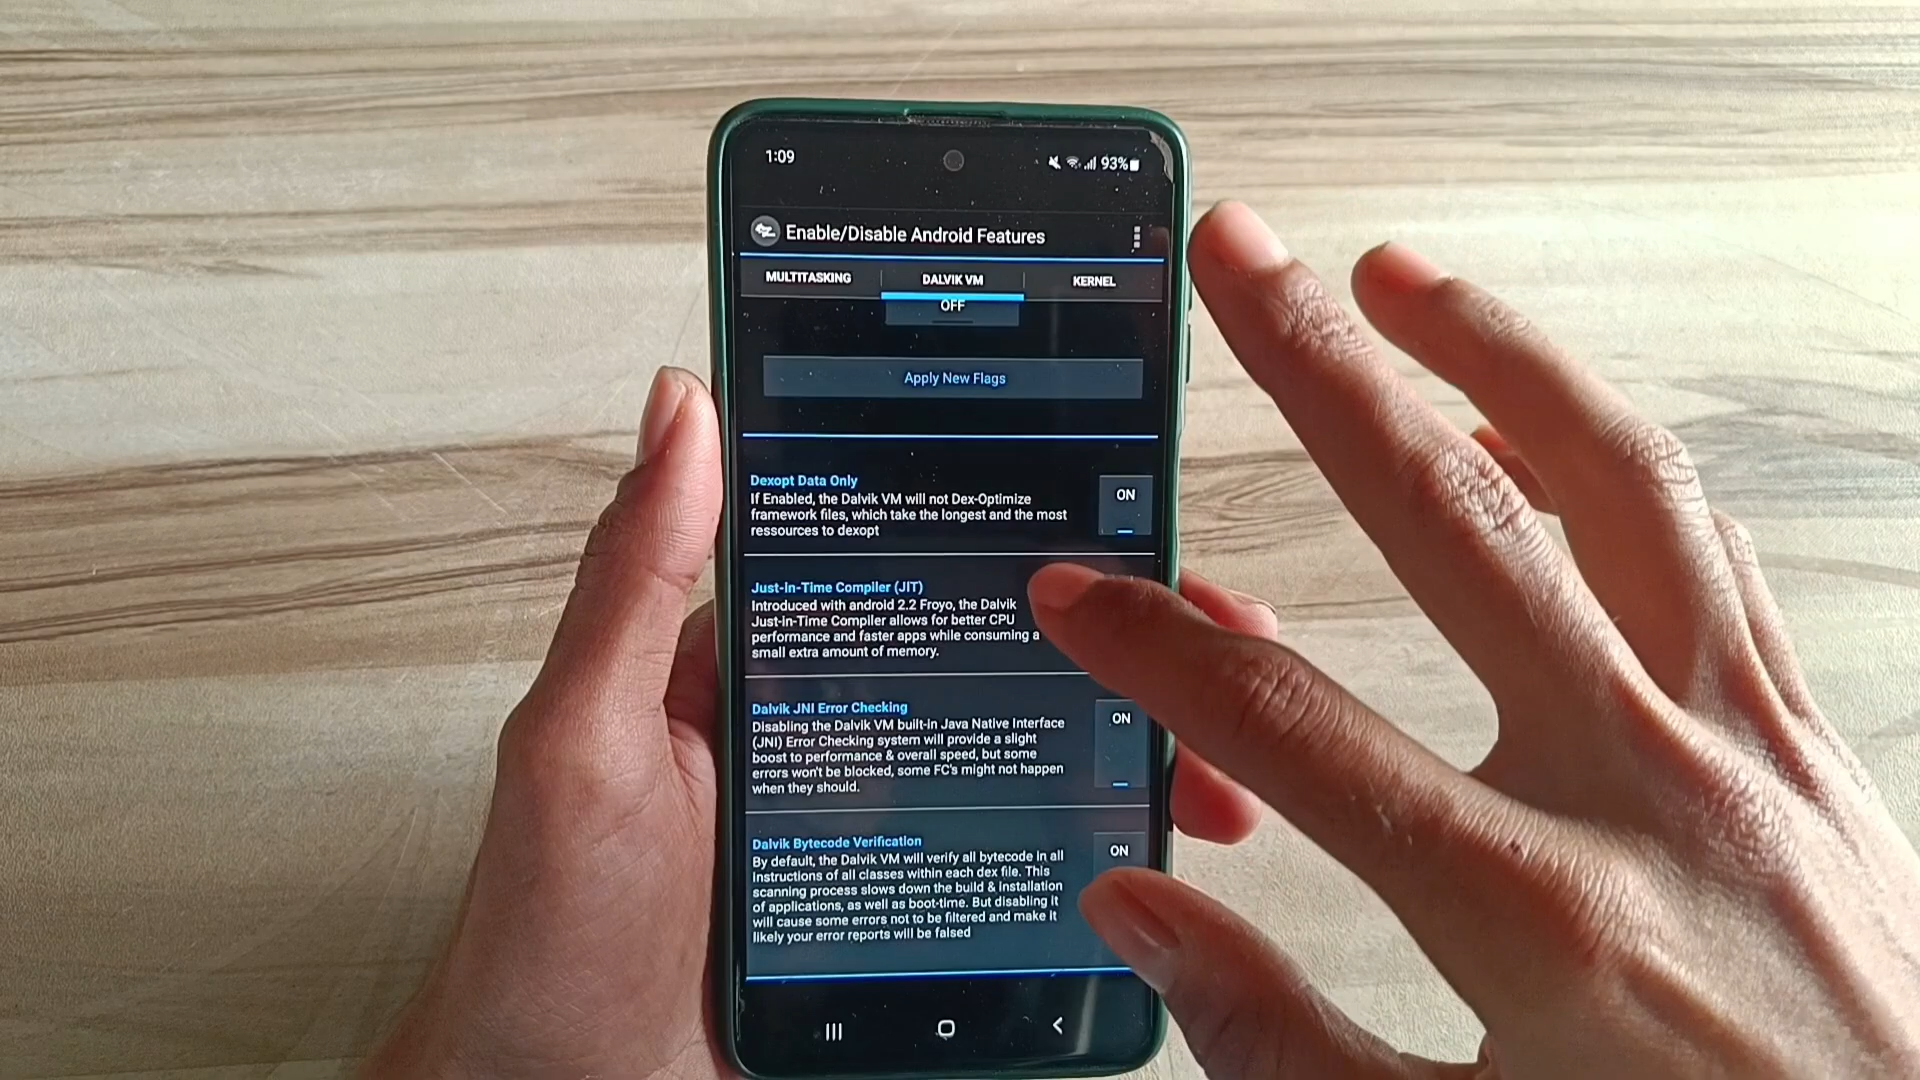 1:09
93%
Enable/Disable Android Features
MULTITASKING
DALVIK VM
KERNEL
OFF
Apply New Flags
Dexopt Data Only
If Enabled, the Dalvik VM will not Dex-Optimize
framework files, which take the longest and the most
ressources to dexopt
ON
Just-in-Time Compiler (JIT)
Introduced with android 2.2 Froyo, the Dalvik
Just-in-Time Compiler allows for better CPU
performance and faster apps while consuming a
small extra amount of memory.
Dalvik JNI Error Checking
Disabling the Dalvik VM built-in Java Native Interface
(JNI) Error Checking system will provide a slight
boost to performance & overall speed, but some
errors won't be blocked, some FC's might not happen
when they should.
ON
Dalvik Bytecode Verification
By default, the Dalvik VM will verify all bytecode in all
instructions of all classes within each dex file. This
scanning process slows down the build & installation
of applications, as well as boot-time. But disabling it
will cause some errors not to be filtered and make it
likely your error reports will be falsed
ON